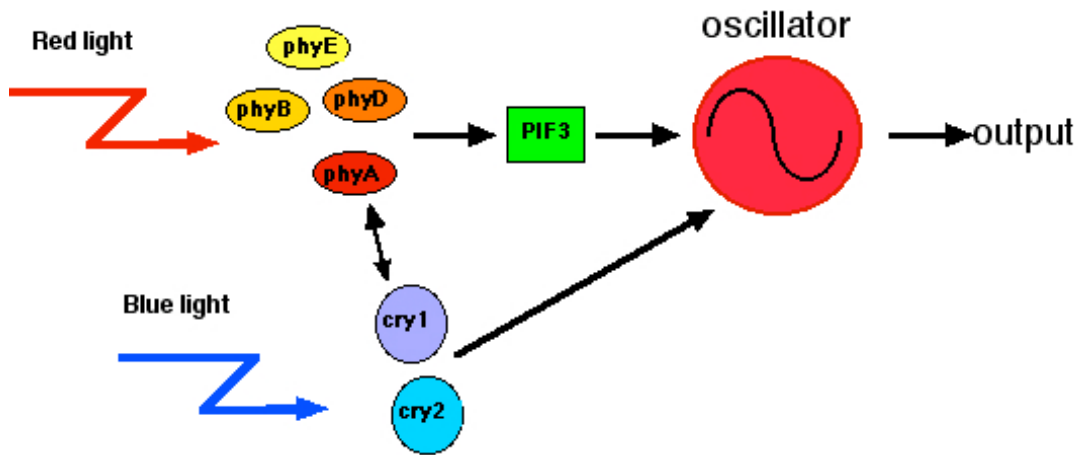 oscillator
Red light
phyE
phyD
phyB
PIF3
output
phyA
Blue light
cry1
cry2